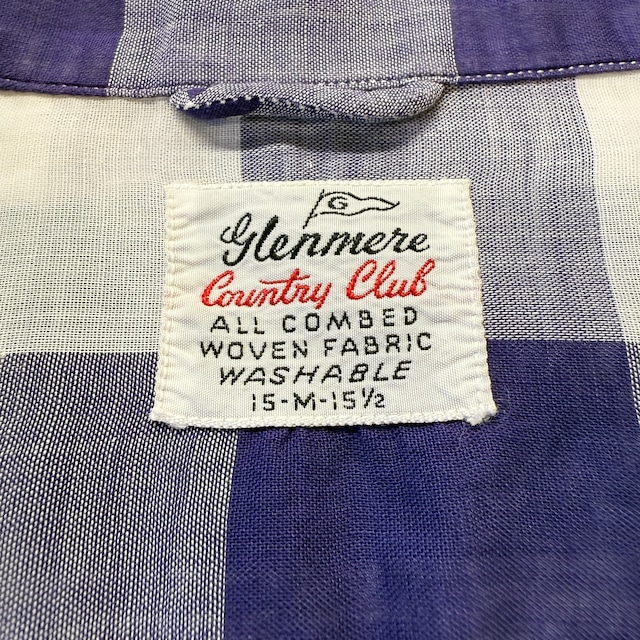 G
Glenmere
Country Club
ALL COMBED
WOVEN FABRIC
WASHABLE
15-M-15½